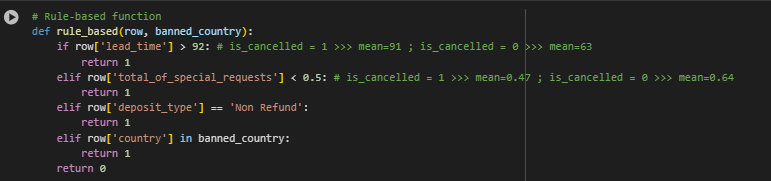 # Rule-based function
def rule_based(row, banned_country):
    if row['lead_time'] > 92: # is_cancelled = 1 >>> mean=91 ; is_cancelled = 0 >>> mean=63
        return 1
    elif row['total_of_special_requests'] < 0.5: # is_cancelled = 1 >>> mean=0.47 ; is_cancelled = 0 >>> mean=0.64
        return 1
    elif row['deposit_type'] == 'Non Refund':
        return 1
    elif row['country'] in banned_country:
        return 1
    return 0